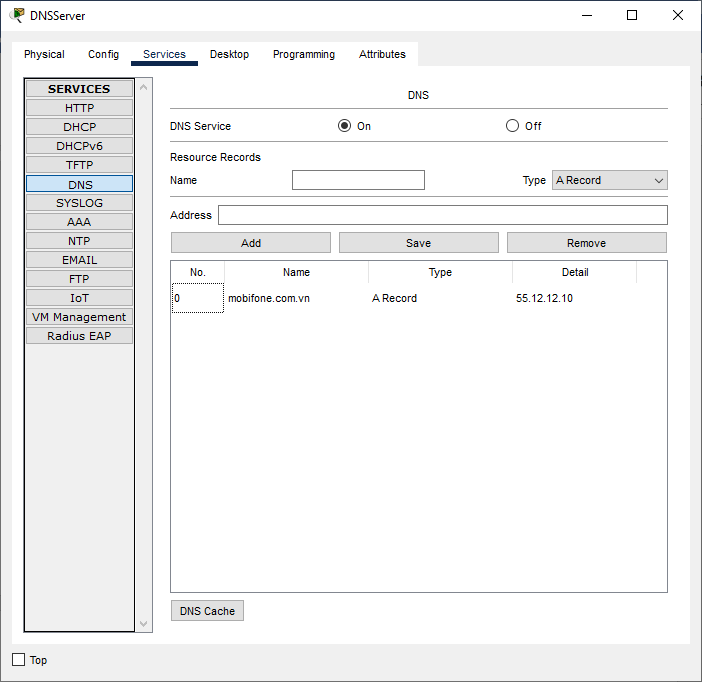 DNSServer
Physical Config Services Desktop Programming Attributes
SERVICES
HTTP
DHCP
DHCPv6
TFTP
DNS
SYSLOG
AAA
NTP
EMAIL
FTP
IoT
VM Management
Radius EAP
DNS
DNS Service On Off
Resource Records
Name Type A Record
Address
Add Save Remove
No. Name Type Detail
0 mobifone.com.vn A Record 55.12.12.10
DNS Cache
Top